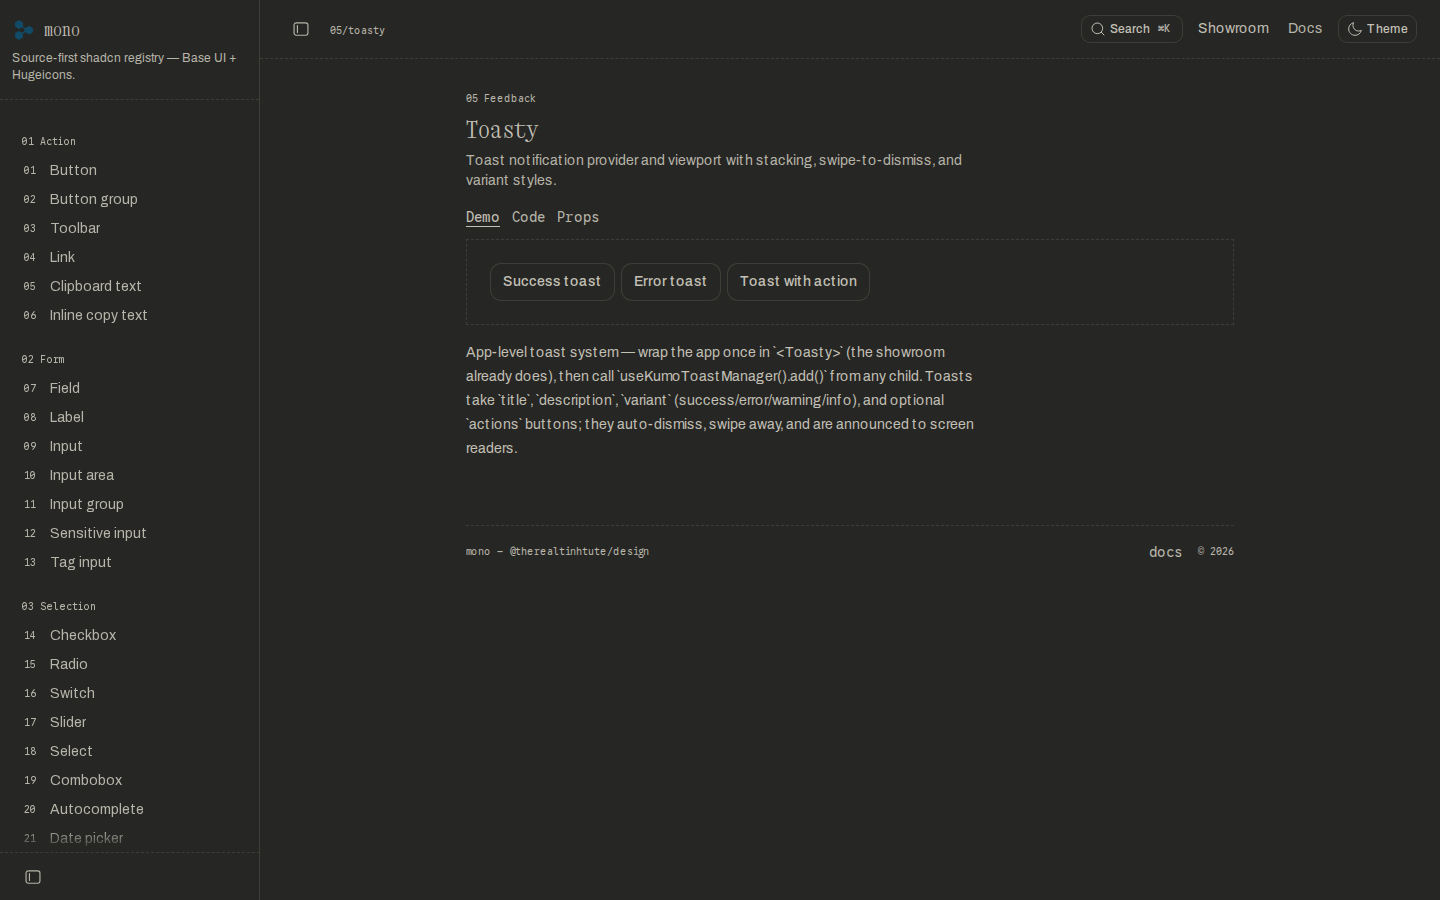 mono
Source-first shadcn registry — Base UI +
Hugeicons.
01 Action
01 Button
02 Button group
03 Toolbar
04 Link
05 Clipboard text
06 Inline copy text
02 Form
07 Field
08 Label
09 Input
10 Input area
11 Input group
12 Sensitive input
13 Tag input
03 Selection
14 Checkbox
15 Radio
16 Switch
17 Slider
18 Select
19 Combobox
20 Autocomplete
21 Date picker
05/toasty
Search ⌘K
Showroom
Docs
Theme
05 Feedback
Toasty
Toast notification provider and viewport with stacking, swipe-to-dismiss, and
variant styles.
Demo Code Props
Success toast
Error toast
Toast with action
App-level toast system — wrap the app once in `<Toasty>` (the showroom
already does), then call `useKumoToastManager().add()` from any child. Toasts
take `title`, `description`, `variant` (success/error/warning/info), and optional
`actions` buttons; they auto-dismiss, swipe away, and are announced to screen
readers.
mono — @therealtinhtute/design
docs
© 2026